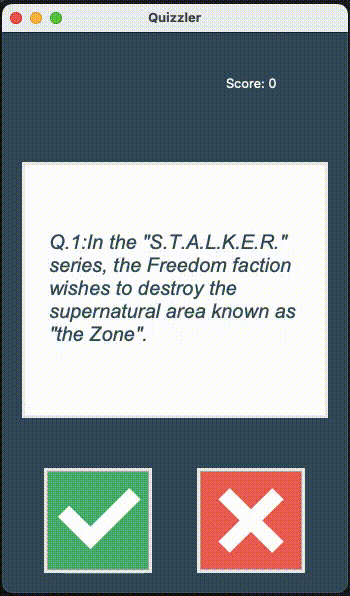 Quizzler
Score: 0
Q.1:In the "S.T.A.L.K.E.R."
series, the Freedom faction
wishes to destroy the
supernatural area known as
"the Zone".